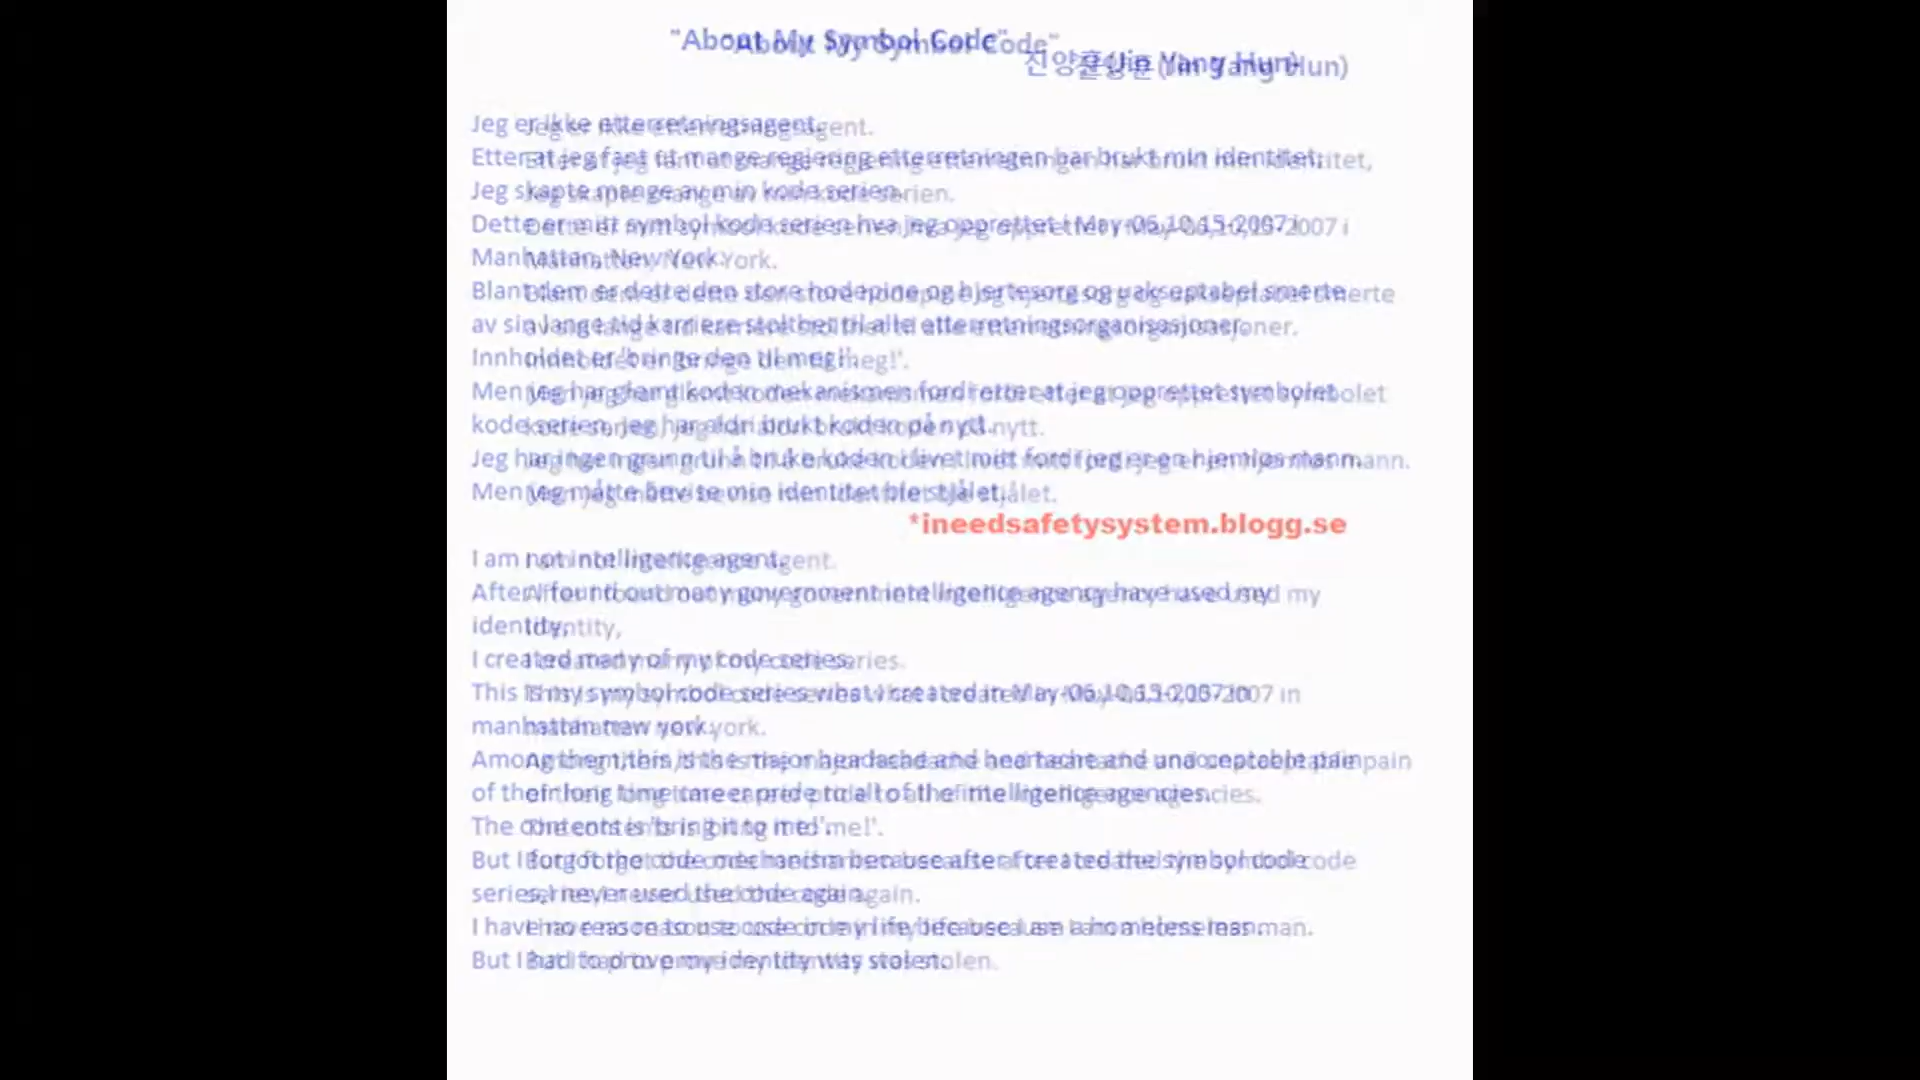 "About My Symbol Code"
신양훈(Jin Yang Hun)
Jeg er ikke etterretningsagent.
Etter at jeg fant at mange regjering etterretningen har brukt min identitet,
Jeg skapte mange av min kode serien.
Dette er mitt symbol kode serien hva jeg opprettet i May-06,10,15-2007 i
Manhattan, New York.
Blant dem er dette den store hodepine og hjertesorg og uakseptabel smerte
av sin lange tid karriere stolthet til alle etterretningsorganisasjoner.
Innholdet er 'bringe den til meg!'.
Men jeg har glemt koden mekanismen fordi etter at jeg opprettet symbolet
kode serien, jeg har aldri brukt koden på nytt.
Jeg har ingen grunn til å bruke koden i livet mitt fordi jeg er en hjemløs mann.
Men jeg måtte bevise min identitet ble stjålet.
*ineedsafetysystem.blogg.se
I am not intelligence agent.
After I found out many government intelligence agency have used my
identity,
I created many of my code series.
This is my symbol code series what I created in May-06,10,15-2007 in
manhattan new york.
Among them, this is the major headache and heartache and unacceptable pain
of their long time career pride to all of the intelligence agencies.
The contents is 'bring it to me!'.
But I forgot the code mechanism because after I created the symbol code
series, I never used the code again.
I have no reason to use code in my life because I am a homeless man.
But I had to prove my identity was stolen.